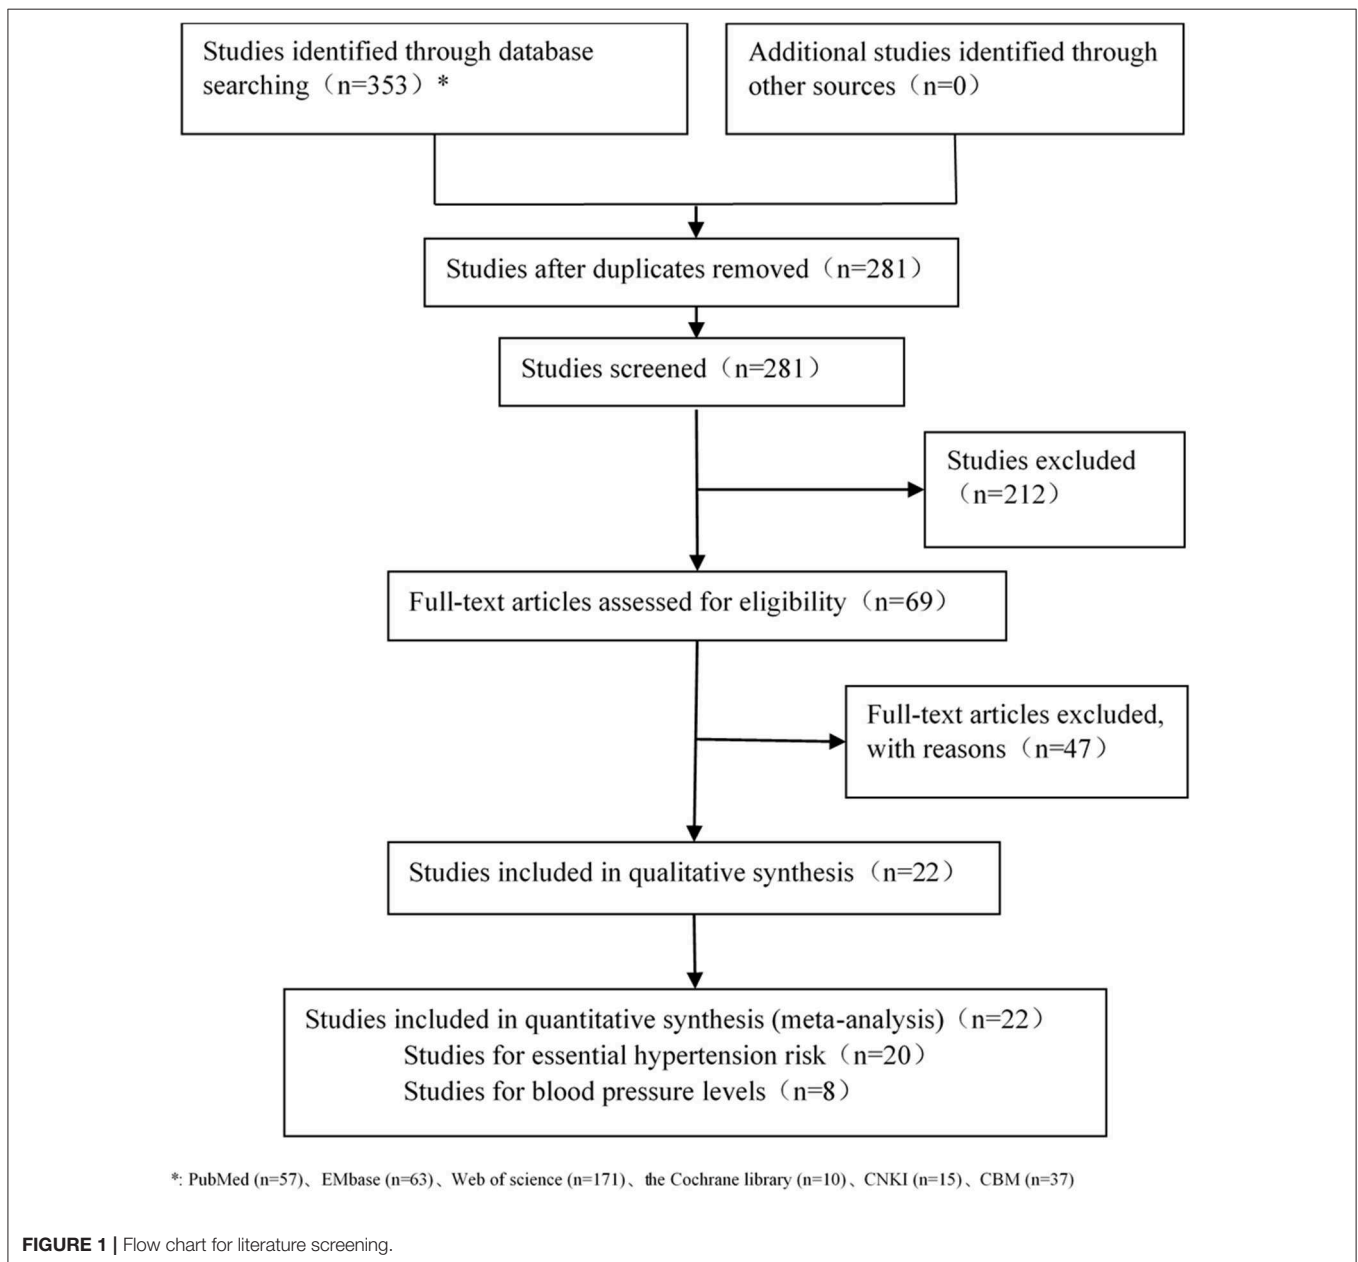 Studies identified through database
searching（n=353）*
Additional studies identified through
other sources（n=0）
Studies after duplicates removed（n=281）
Studies screened（n=281）
Studies excluded
（n=212）
Full-text articles assessed for eligibility（n=69）
Full-text articles excluded,
with reasons（n=47）
Studies included in qualitative synthesis（n=22）
Studies included in quantitative synthesis (meta-analysis)（n=22）
Studies for essential hypertension risk（n=20）
Studies for blood pressure levels（n=8）
*: PubMed (n=57)、EMbase (n=63)、Web of science (n=171)、the Cochrane library (n=10)、CNKI (n=15)、CBM (n=37)
FIGURE 1 | Flow chart for literature screening.